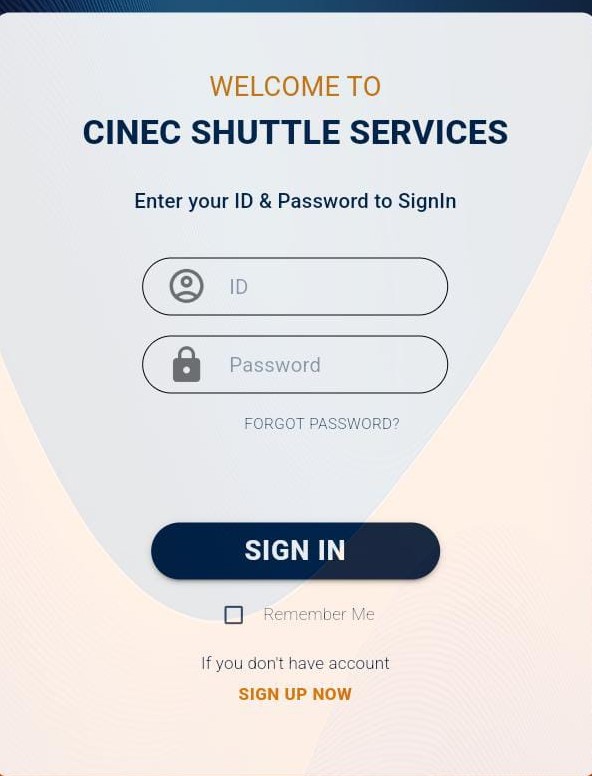 WELCOME TO
CINEC SHUTTLE SERVICES
Enter your ID & Password to SignIn
ID
Password
FORGOT PASSWORD?
SIGN IN
Remember Me
If you don't have account
SIGN UP NOW